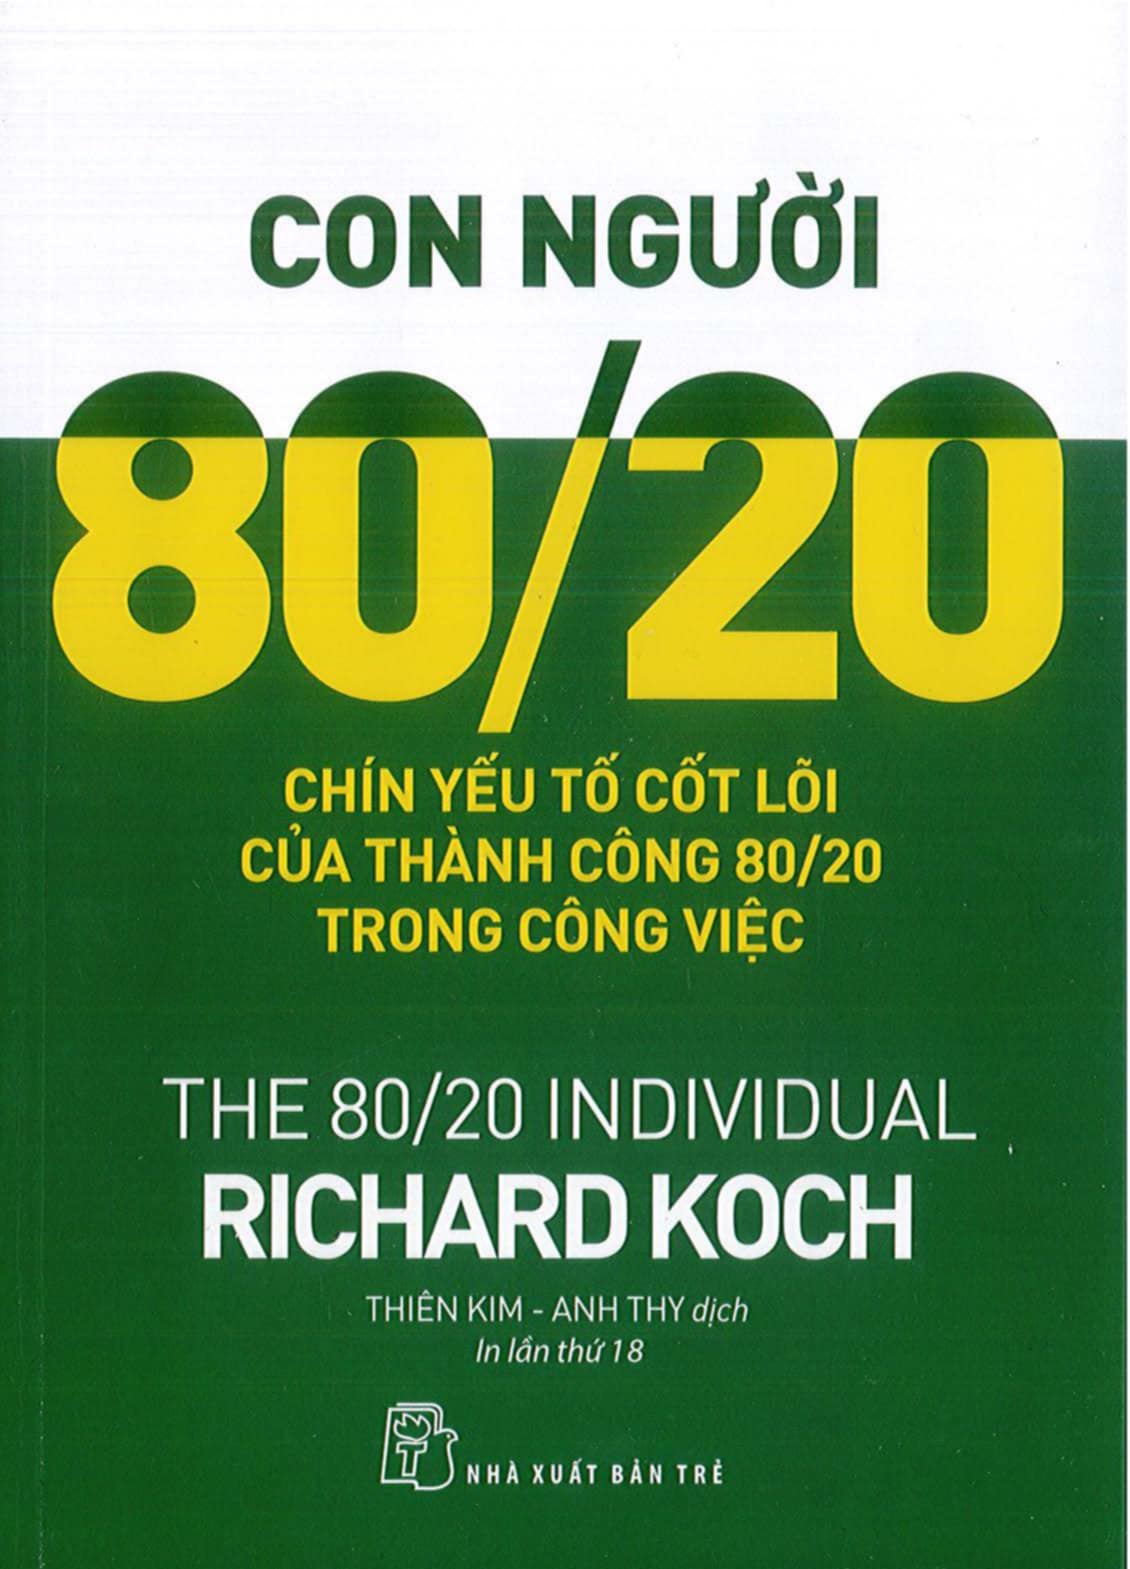 CON NGƯỜI
80/20
CHÍN YẾU TỐ CỐT LÕI
CỦA THÀNH CÔNG 80/20
TRONG CÔNG VIỆC
THE 80/20 INDIVIDUAL
RICHARD KOCH
THIÊN KIM - ANH THY dịch
In lần thứ 18
T
NHÀ XUẤT BẢN TRẺ